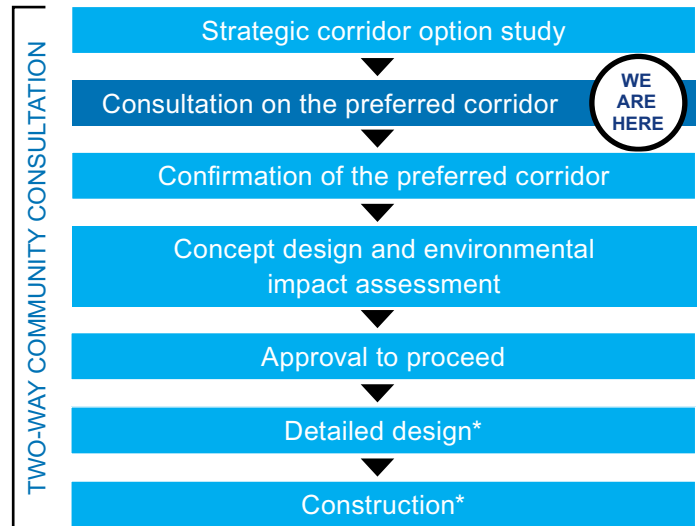 TWO-WAY COMMUNITY CONSULTATION
Strategic corridor option study
Consultation on the preferred corridor
WE
ARE
HERE
Confirmation of the preferred corridor
Concept design and environmental
impact assessment
Approval to proceed
Detailed design*
Construction*